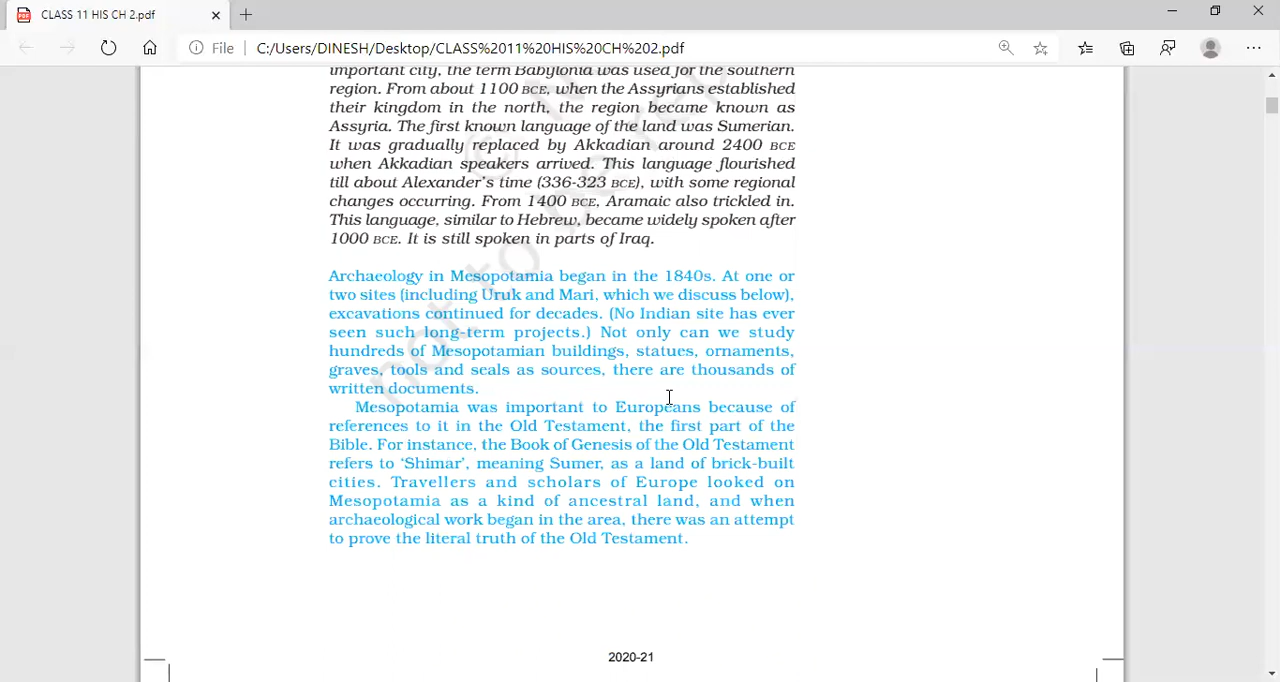 CLASS 11 HIS CH 2.pdf
File
C:/Users/DINESH/Desktop/CLASS%2011%20HIS%20CH%202.pdf
important city, the term Babylonia was used for the southern
region. From about 1100 BCE, when the Assyrians established
their kingdom in the north, the region became known as
Assyria. The first known language of the land was Sumerian.
It was gradually replaced by Akkadian around 2400 BCE
when Akkadian speakers arrived. This language flourished
till about Alexander's time (336-323 BCE), with some regional
changes occurring. From 1400 BCE, Aramaic also trickled in.
This language, similar to Hebrew, became widely spoken after
1000 BCE. It is still spoken in parts of Iraq.
Archaeology in Mesopotamia began in the 1840s. At one or
two sites (including Uruk and Mari, which we discuss below),
excavations continued for decades. (No Indian site has ever
seen such long-term projects.) Not only can we study
hundreds of Mesopotamian buildings, statues, ornaments,
graves, tools and seals as sources, there are thousands of
written documents.
Mesopotamia was important to Europeans because of
references to it in the Old Testament, the first part of the
Bible. For instance, the Book of Genesis of the Old Testament
refers to ‘Shimar’, meaning Sumer, as a land of brick-built
cities. Travellers and scholars of Europe looked on
Mesopotamia as a kind of ancestral land, and when
archaeological work began in the area, there was an attempt
to prove the literal truth of the Old Testament.
2020-21
© N
not to be rep